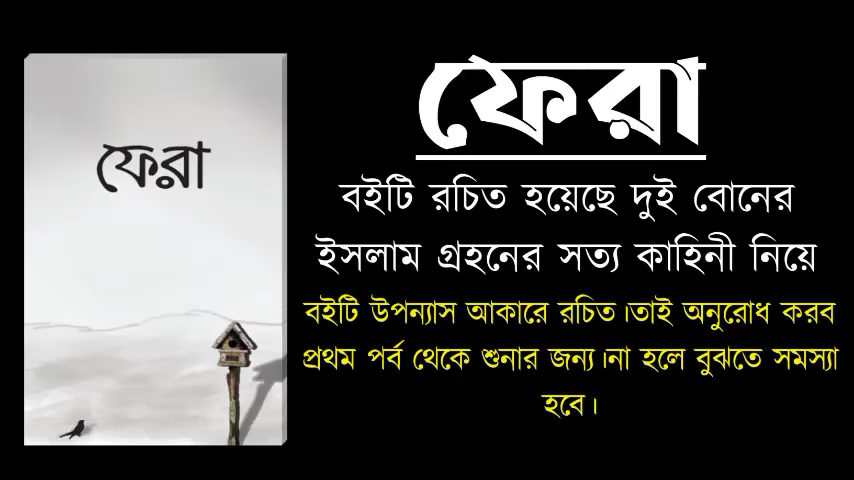 ফেরা
ফেরা
বইটি রচিত হয়েছে দুই বোনের
ইসলাম গ্রহনের সত্য কাহিনী নিয়ে
বইটি উপন্যাস আকারে রচিত।তাই অনুরোধ করব
প্রথম পর্ব থেকে শুনার জন্য।না হলে বুঝতে সমস্যা
হবে।